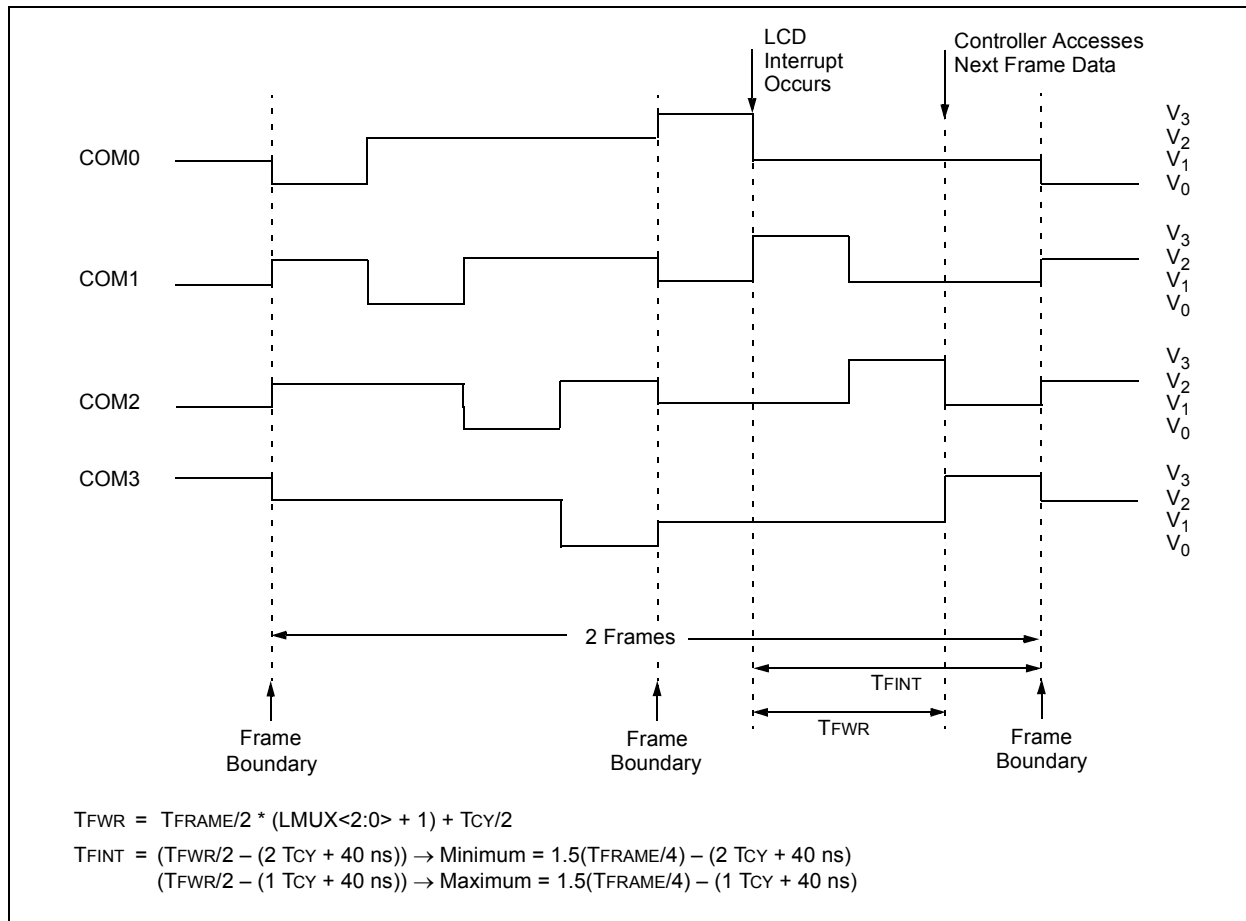 LCD
Interrupt
Occurs
Controller Accesses
Next Frame Data
COM0
V3
V2
V1
V0
COM1
V3
V2
V1
V0
COM2
V3
V2
V1
V0
COM3
V3
V2
V1
V0
2 Frames
TFINT
TFWR
Frame
Boundary
Frame
Boundary
Frame
Boundary
TFWR = TFRAME/2 * (LMUX<2:0> + 1) + TCY/2
TFINT = (TFWR/2 – (2 TCY + 40 ns)) → Minimum = 1.5(TFRAME/4) – (2 TCY + 40 ns)
(TFWR/2 – (1 TCY + 40 ns)) → Maximum = 1.5(TFRAME/4) – (1 TCY + 40 ns)